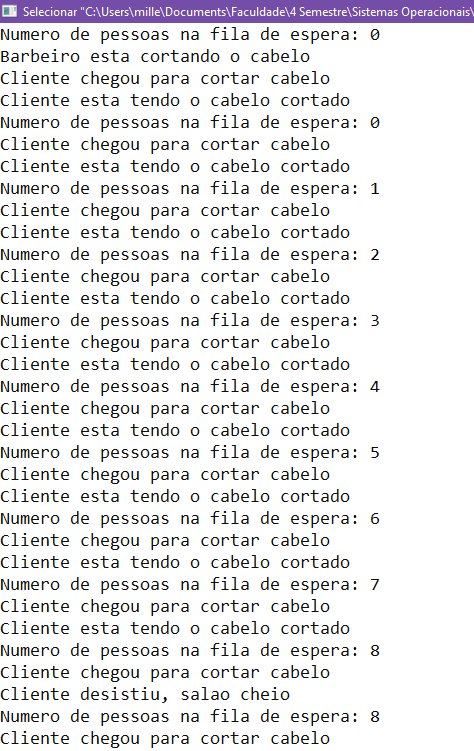 Selecionar "C:\Users\mille\Documents\Faculdade\4 Semestre\Sistemas Operacionais\
Numero de pessoas na fila de espera: 0
Barbeiro esta cortando o cabelo
Cliente chegou para cortar cabelo
Cliente esta tendo o cabelo cortado
Numero de pessoas na fila de espera: 0
Cliente chegou para cortar cabelo
Cliente esta tendo o cabelo cortado
Numero de pessoas na fila de espera: 1
Cliente chegou para cortar cabelo
Cliente esta tendo o cabelo cortado
Numero de pessoas na fila de espera: 2
Cliente chegou para cortar cabelo
Cliente esta tendo o cabelo cortado
Numero de pessoas na fila de espera: 3
Cliente chegou para cortar cabelo
Cliente esta tendo o cabelo cortado
Numero de pessoas na fila de espera: 4
Cliente chegou para cortar cabelo
Cliente esta tendo o cabelo cortado
Numero de pessoas na fila de espera: 5
Cliente chegou para cortar cabelo
Cliente esta tendo o cabelo cortado
Numero de pessoas na fila de espera: 6
Cliente chegou para cortar cabelo
Cliente esta tendo o cabelo cortado
Numero de pessoas na fila de espera: 7
Cliente chegou para cortar cabelo
Cliente esta tendo o cabelo cortado
Numero de pessoas na fila de espera: 8
Cliente chegou para cortar cabelo
Cliente desistiu, salao cheio
Numero de pessoas na fila de espera: 8
Cliente chegou para cortar cabelo